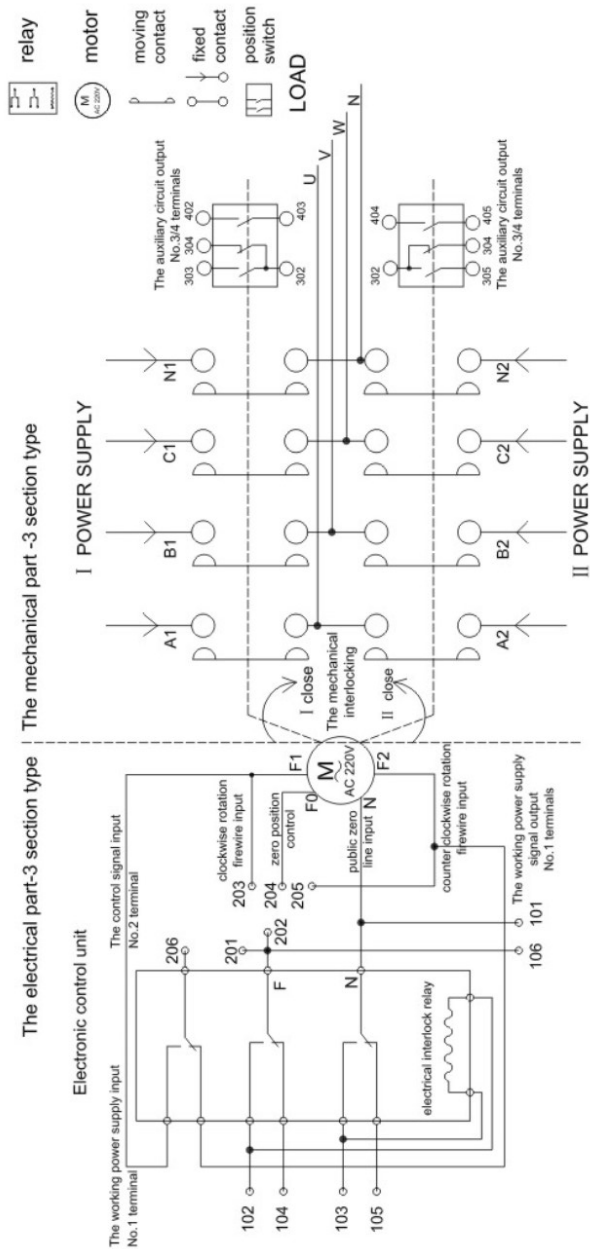 The electrical part-3 section type
The mechanical part -3 section type
relay
M
AC 220V
motor
moving
contact
fixed
contact
position
switch
LOAD
Electronic control unit
The working power supply input
No.1 terminal
The control signal input
No.2 terminal
102
104
103
105
206
201
202
F
N
electrical interlock relay
106
101
The working power supply
signal output
No.1 terminals
clockwise rotation
firewire input
203
204
zero position
control
205
public zero
line input
counter clockwise rotation
firewire input
F1
F0
M
AC 220V
N
F2
I close
The mechanical
interlocking
II close
I POWER SUPPLY
A1
B1
C1
N1
A2
B2
C2
N2
II POWER SUPPLY
U
V
W
N
The auxiliary circuit output
No.3/4 terminals
303
304
402
302
403
302
404
305
304
405
The auxiliary circuit output
No.3/4 terminals